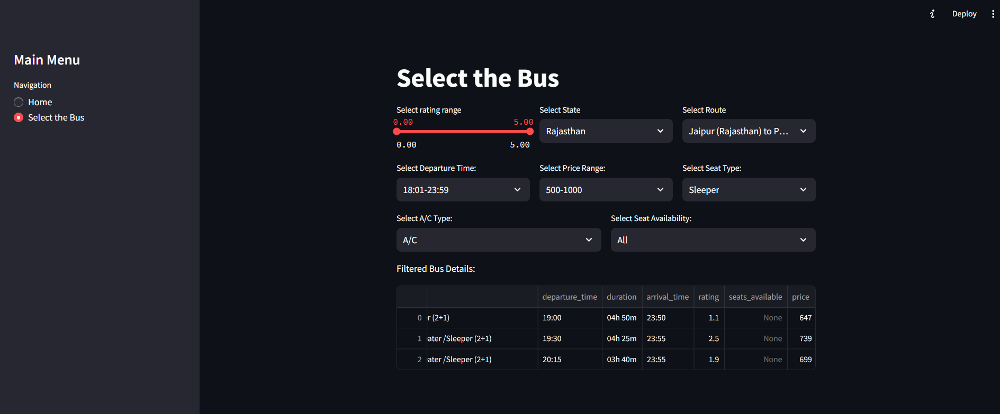 Deploy
Main Menu
Navigation
Home
Select the Bus
Select the Bus
Select rating range
0.00 5.00
0.00 5.00
Select State
Rajasthan
Select Route
Jaipur (Rajasthan) to P...
Select Departure Time:
18:01-23:59
Select Price Range:
500-1000
Select Seat Type:
Sleeper
Select A/C Type:
A/C
Select Seat Availability:
All
Filtered Bus Details:
departure_time duration arrival_time rating seats_available price
0 (2+1) 19:00 04h 50m 23:50 1.1 None 647
1 /Sleeper (2+1) 19:30 04h 25m 23:55 2.5 None 739
2 /Sleeper (2+1) 20:15 03h 40m 23:55 1.9 None 699